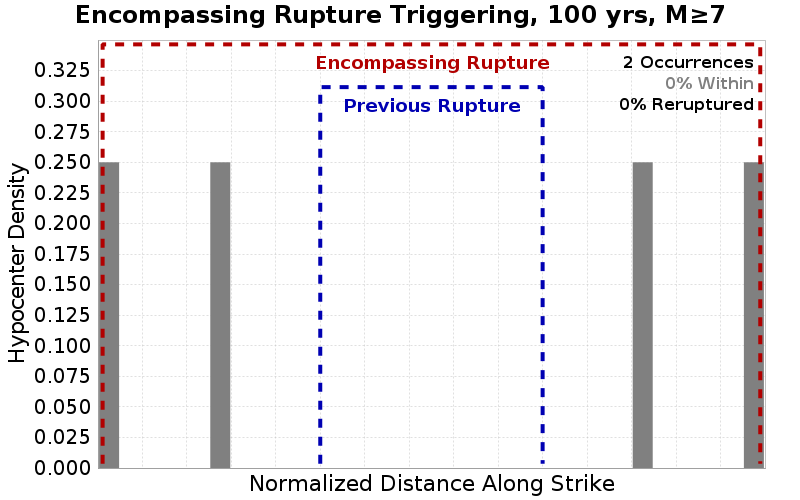 Encompassing Rupture Triggering, 100 yrs, M≥7
Encompassing Rupture
Previous Rupture
2 Occurrences
0% Within
0% Reruptured
Hypocenter Density
0.325
0.300
0.275
0.250
0.225
0.200
0.175
0.150
0.125
0.100
0.075
0.050
0.025
0.000
Normalized Distance Along Strike